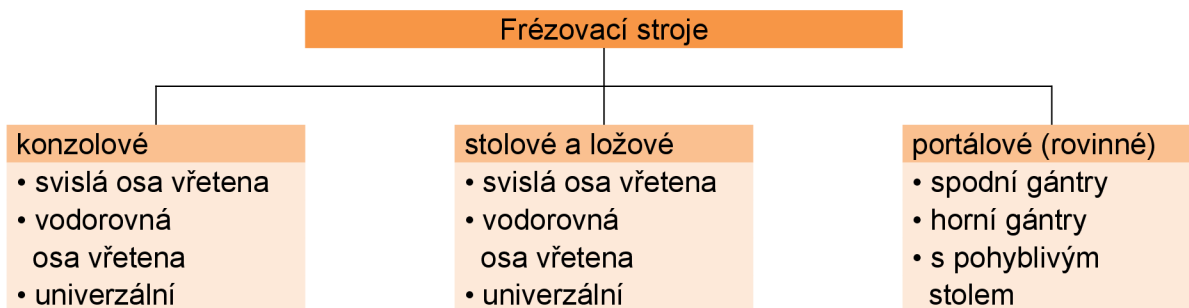 Frézovací stroje
konzolové
• svislá osa vřetena
• vodorovná
osa vřetena
• univerzální
stolové a ložové
• svislá osa vřetena
• vodorovná
osa vřetena
• univerzální
portálové (rovinné)
• spodní gántry
• horní gántry
• s pohyblivým
stolem